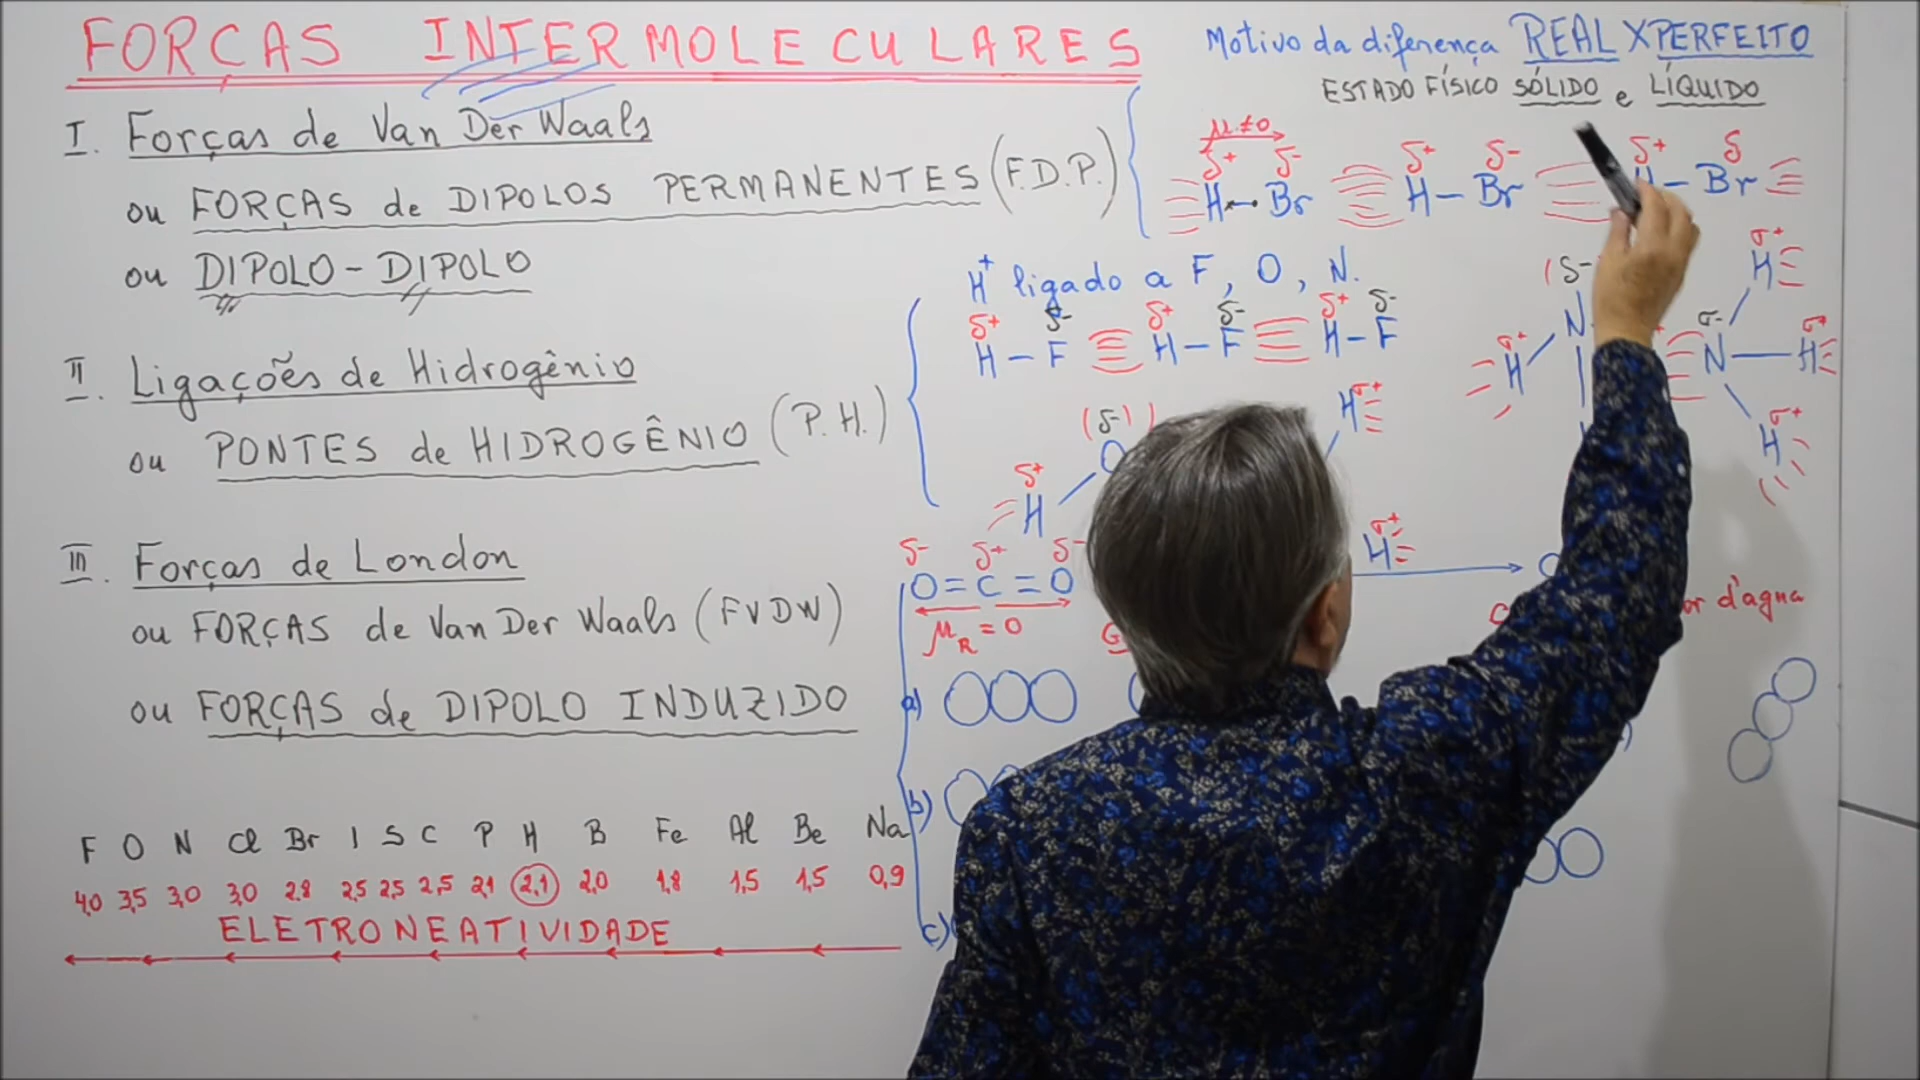 FORÇAS INTERMOLECULARES
Motivo da diferença REAL X PERFEITO
ESTADO FÍSICO SÓLIDO e LÍQUIDO
I. Forças de Van Der Waals
ou FORÇAS de DIPOLOS PERMANENTES (F.D.P.)
ou DIPOLO-DIPOLO
μ≠0
δ+ δ- δ+ δ- δ+ δ
H-Br H-Br H-Br
H+ ligado a F, O, N.
δ+ δ- δ+ δ- δ+ δ-
H-F H-F H-F
(δ-
N
σ+
H
σ- N
σ+
H
σ+
H
σ+
H
II. Ligações de Hidrogênio
ou PONTES de HIDROGÊNIO (P.H.)
(δ-)
O
δ+
H
σ+
H
σ+
H
III. Forças de London
ou FORÇAS de Van Der Waals (FVDW)
ou FORÇAS de DIPOLO INDUZIDO
δ- δ+ δ-
O=C=O
μR=0
d'água
a)
b)
c)
F O N Cl Br I S C P H B Fe Al Be Na
4,0 3,5 3,0 3,0 2,8 2,5 2,5 2,5 2,1 2,1 2,0 1,8 1,5 1,5 0,9
ELETRONEATIVIDADE